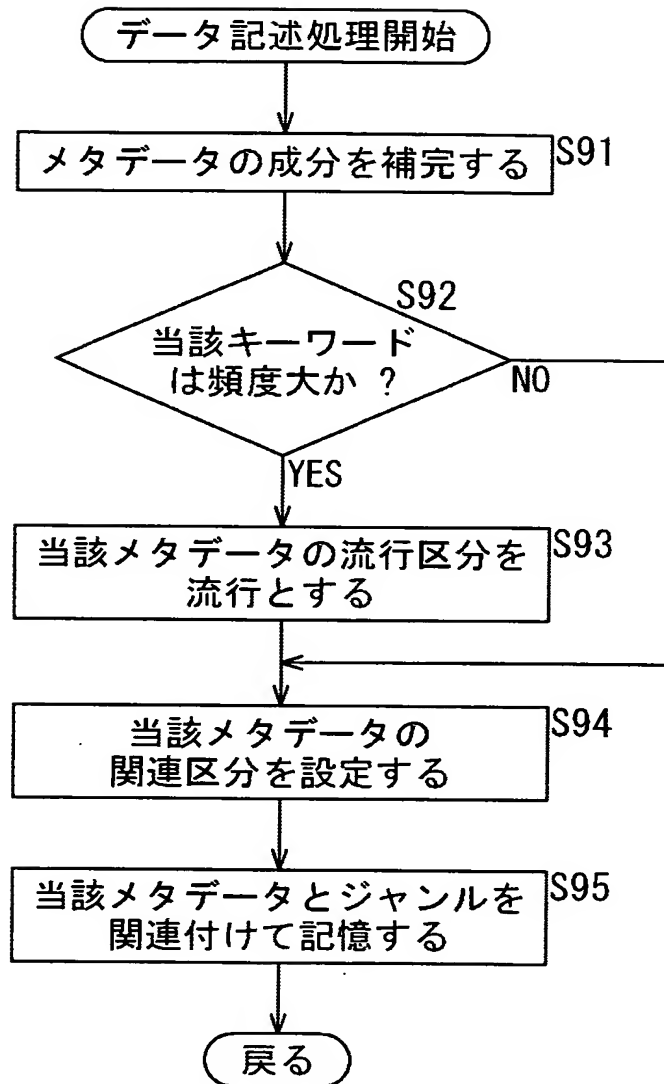 データ記述処理開始
メタデータの成分を補完する
S91
S92
当該キーワード
は頻度大か ?
NO
YES
当該メタデータの流行区分を
流行とする
S93
当該メタデータの
関連区分を設定する
S94
当該メタデータとジャンルを
関連付けて記憶する
S95
戻る